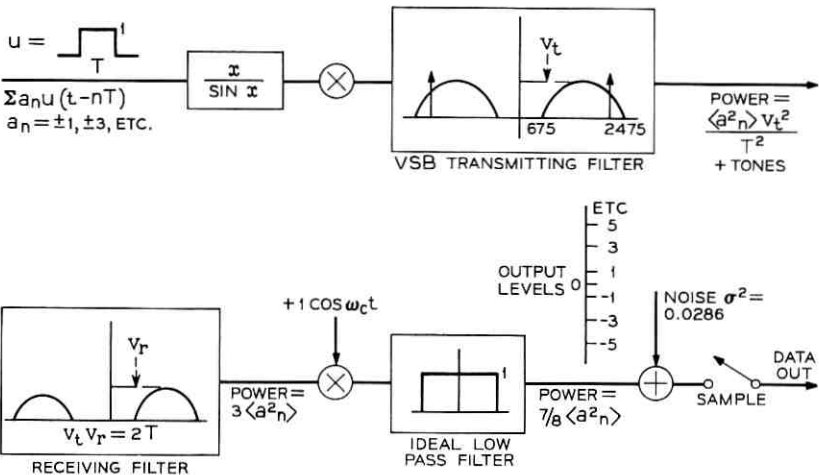 u =
1
T
Σaₙu(t-nT)
aₙ = ±1, ±3, ETC.
x
SIN x
×
Vt
675
2475
VSB TRANSMITTING FILTER
POWER =
⟨a²ₙ⟩Vt²
T²
+ TONES
Vr
VtVr = 2T
RECEIVING FILTER
POWER=
3⟨a²ₙ⟩
+1 COS ωct
×
1
IDEAL LOW
PASS FILTER
POWER=
7/8⟨a²ₙ⟩
ETC
5
3
1
OUTPUT
LEVELS 0
-1
-3
-5
NOISE σ² =
0.0286
+
SAMPLE
DATA
OUT